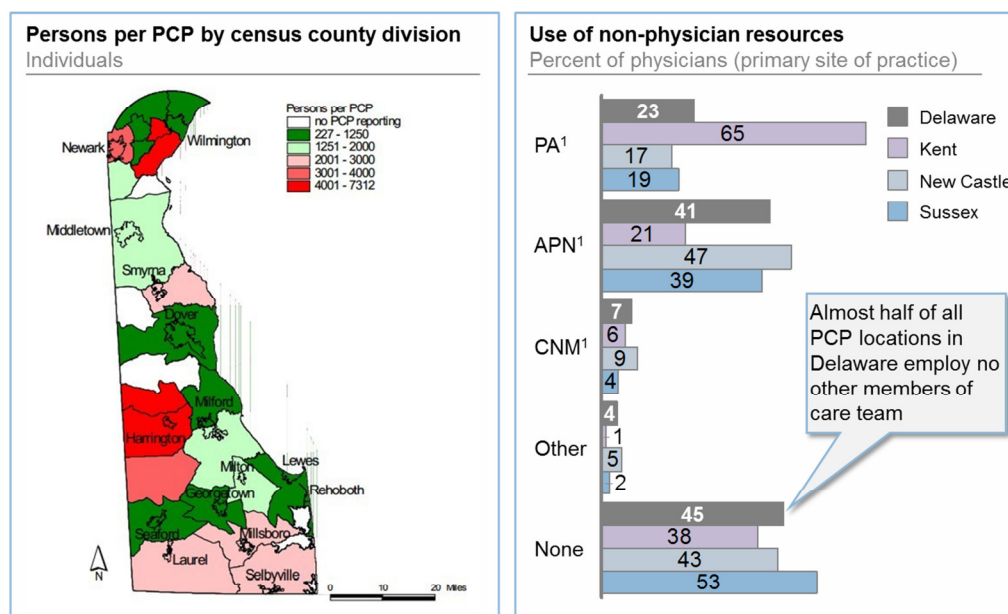 Persons per PCP by census county division
Individuals
Persons per PCP
no PCP reporting
227 - 1250
1251 - 2000
2001 - 3000
3001 - 4000
4001 - 7312
Newark
Wilmington
Middletown
Smyrna
Dover
Milford
Harrington
Milton
Lewes
Georgetown
Rehoboth
Seaford
Millsboro
Laurel
Selbyville
N
0 10 20 Miles
Use of non-physician resources
Percent of physicians (primary site of practice)
Delaware
Kent
New Castle
Sussex
PA¹
23
65
17
19
APN¹
41
21
47
39
CNM¹
7
6
9
4
Other
4
1
5
2
None
45
38
43
53
Almost half of all
PCP locations in
Delaware employ no
other members of
care team